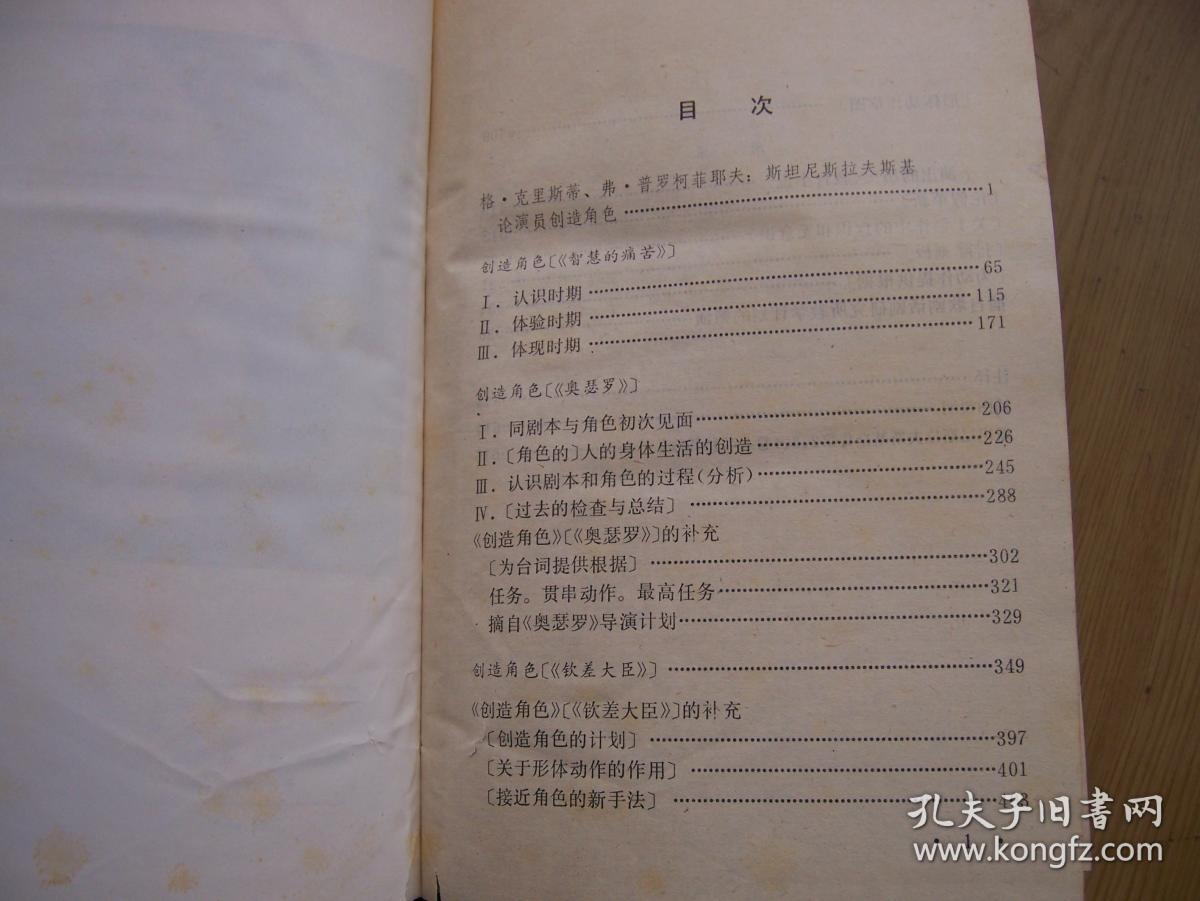 目 次
格·克里斯蒂、弗·普罗柯菲耶夫：斯坦尼斯拉夫斯基
论演员创造角色 1
创造角色〔《智慧的痛苦》〕
Ⅰ. 认识时期 65
Ⅱ. 体验时期 115
Ⅲ. 体现时期 171
创造角色〔《奥瑟罗》〕
Ⅰ. 同剧本与角色初次见面 206
Ⅱ.〔角色的〕人的身体生活的创造 226
Ⅲ. 认识剧本和角色的过程（分析） 245
Ⅳ.〔过去的检查与总结〕 288
《创造角色》〔《奥瑟罗》〕的补充
〔为台词提供根据〕 302
任务。贯串动作。最高任务 321
摘自《奥瑟罗》导演计划 329
创造角色〔《钦差大臣》〕 349
《创造角色》〔《钦差大臣》〕的补充
〔创造角色的计划〕 397
〔关于形体动作的作用〕 401
〔接近角色的新手法〕
· 1 ·
孔夫子旧书网
www.kongfz.com